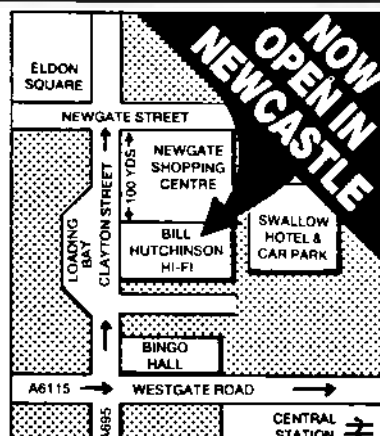 NOW
OPEN IN
NEWCASTLE
ELDON
SQUARE
NEWGATE STREET
100 YDS
NEWGATE
SHOPPING
CENTRE
LOADING
BAY
CLAYTON STREET
BILL
HUTCHINSON
HI-FI
SWALLOW
HOTEL &
CAR PARK
BINGO
HALL
A6115
WESTGATE ROAD
A695
CENTRAL
STATION